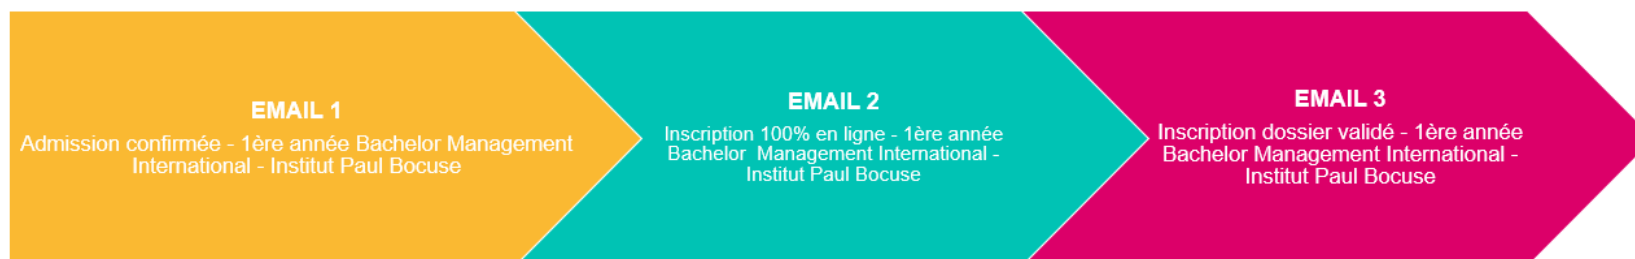 EMAIL 1
Admission confirmée - 1ère année Bachelor Management
International - Institut Paul Bocuse
EMAIL 2
Inscription 100% en ligne - 1ère année
Bachelor Management International -
Institut Paul Bocuse
EMAIL 3
Inscription dossier validé - 1ère année
Bachelor Management International -
Institut Paul Bocuse